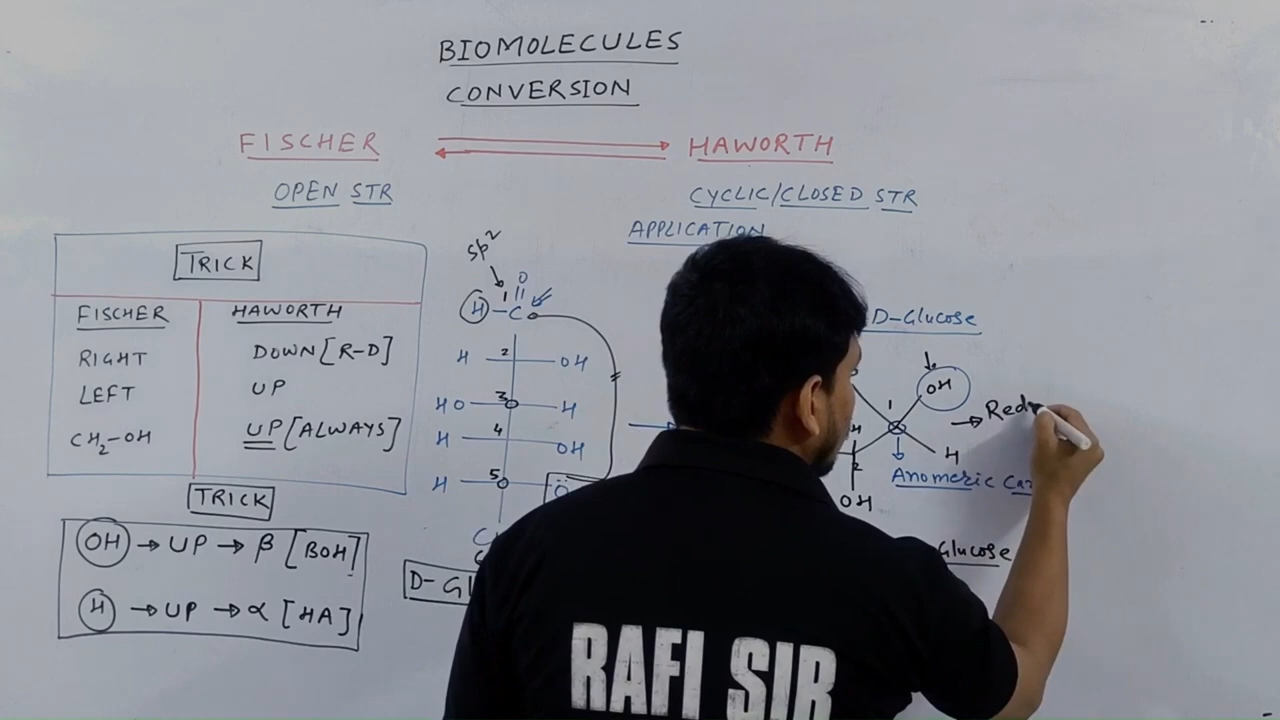 BIOMOLECULES
CONVERSION
FISCHER
HAWORTH
OPEN STR
CYCLIC/CLOSED STR
APPLICATION
TRICK
FISCHER HAWORTH
RIGHT DOWN [R-D]
LEFT UP
CH2-OH UP [ALWAYS]
TRICK
OH → UP → β [BOH]
H → UP → α [HA]
sp²
O
1
H - C
H 2 OH
HO 3 H
H 4 OH
H 5 Ö
D-
D-Glucose
OH
1
H
2
OH
Anomeric
Glucose
RAFI SIR